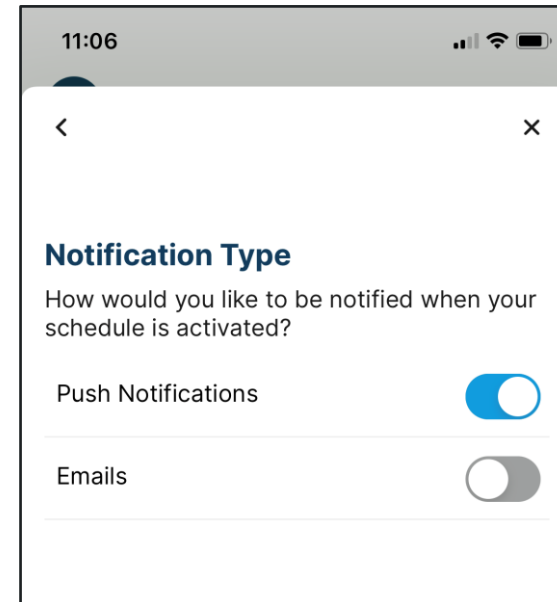 11:06
Notification Type
How would you like to be notified when your
schedule is activated?
Push Notifications
Emails